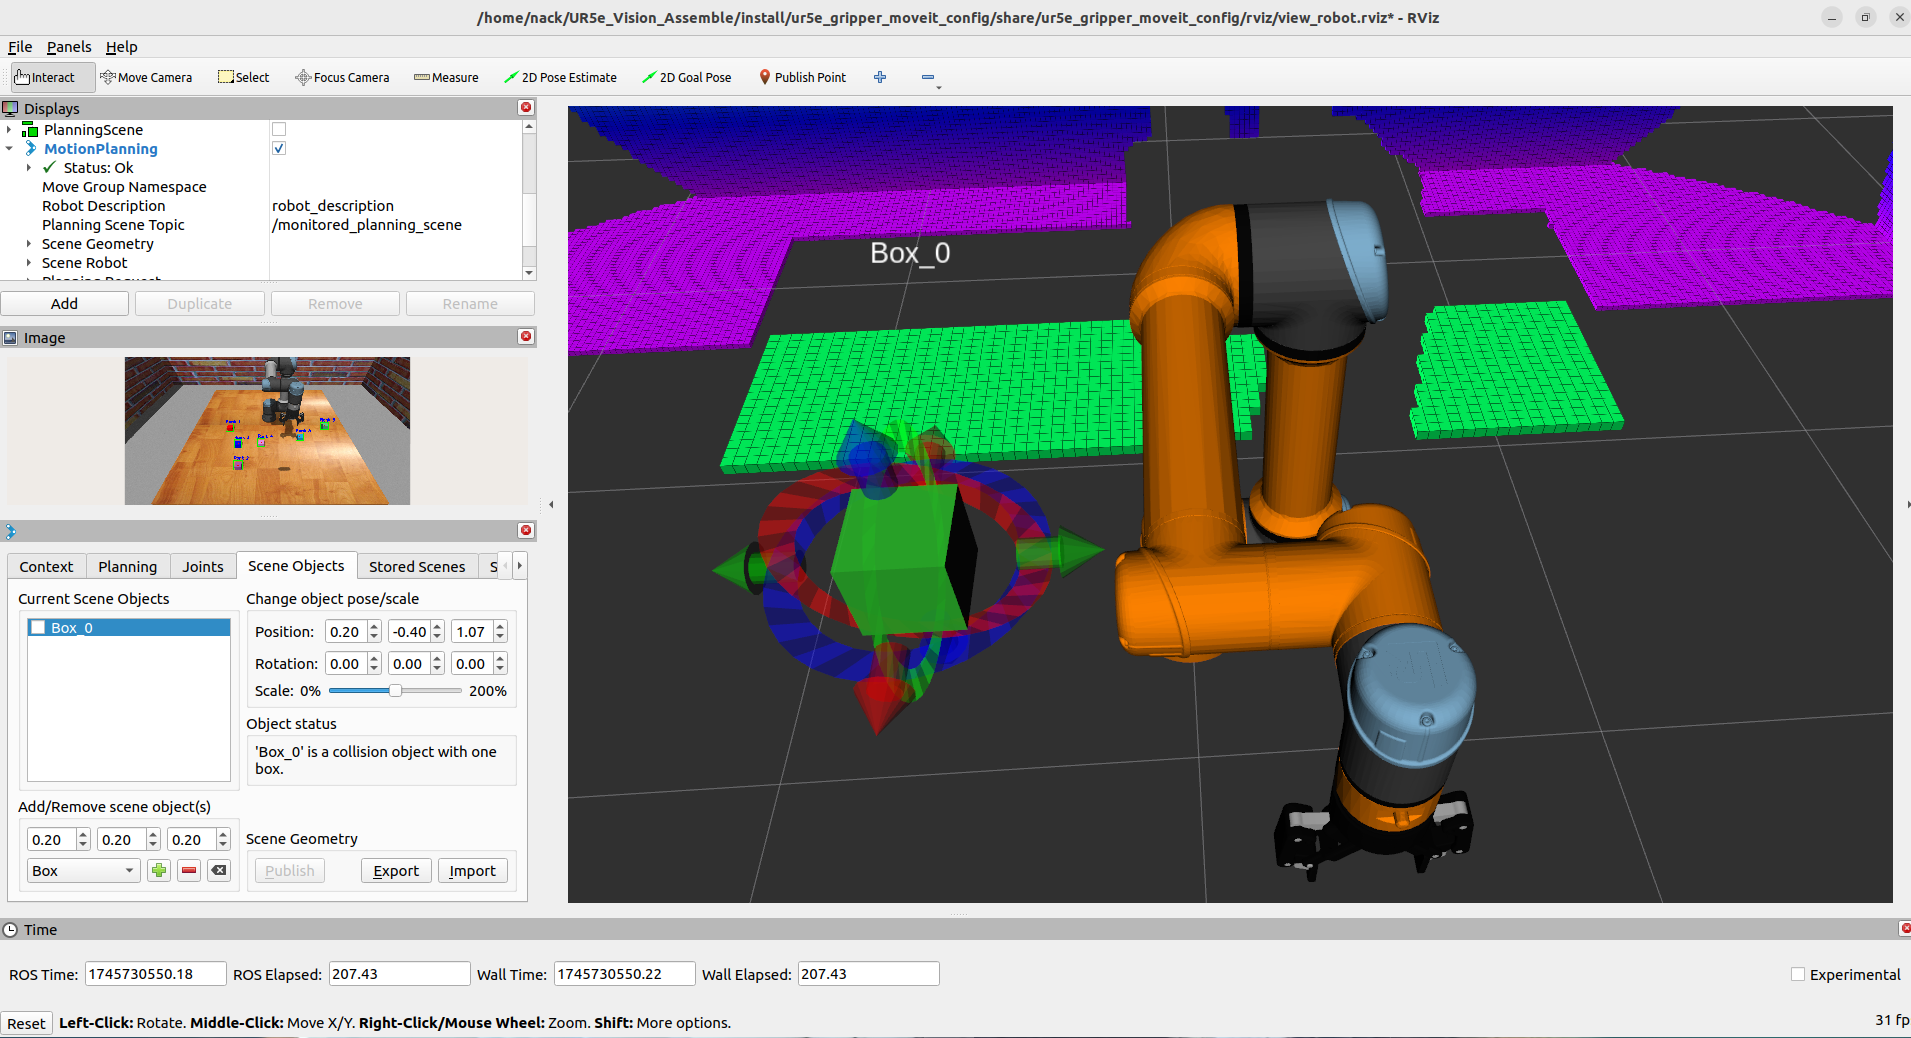 /home/nack/UR5e_Vision_Assemble/install/ur5e_gripper_moveit_config/share/ur5e_gripper_moveit_config/rviz/view_robot.rviz* - RViz
File Panels Help
Interact Move Camera Select Focus Camera Measure 2D Pose Estimate 2D Goal Pose Publish Point
Displays
PlanningScene
MotionPlanning
Status: Ok
Move Group Namespace
Robot Description robot_description
Planning Scene Topic /monitored_planning_scene
Scene Geometry
Scene Robot
Planning Request
Add Duplicate Remove Rename
Image
Context Planning Joints Scene Objects Stored Scenes S
Current Scene Objects
Box_0
Change object pose/scale
Position: 0.20 -0.40 1.07
Rotation: 0.00 0.00 0.00
Scale: 0% 200%
Object status
'Box_0' is a collision object with one
box.
Add/Remove scene object(s)
0.20 0.20 0.20
Box
Scene Geometry
Publish Export Import
Box_0
Time
ROS Time: 1745730550.18 ROS Elapsed: 207.43 Wall Time: 1745730550.22 Wall Elapsed: 207.43 Experimental
Reset Left-Click: Rotate. Middle-Click: Move X/Y. Right-Click/Mouse Wheel: Zoom. Shift: More options. 31 fp